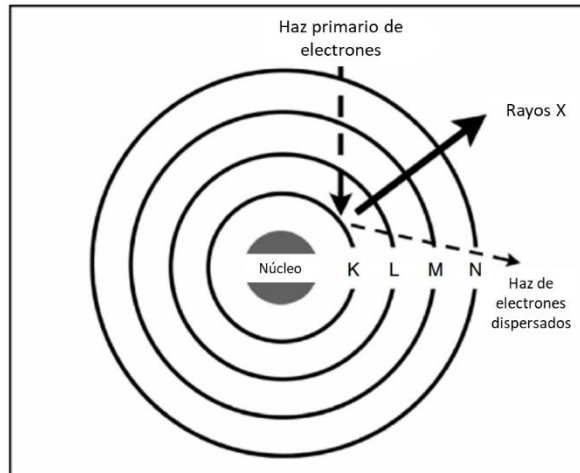 Haz primario de
electrones
Rayos X
Núcleo
K
L
M
N
Haz de
electrones
dispersados